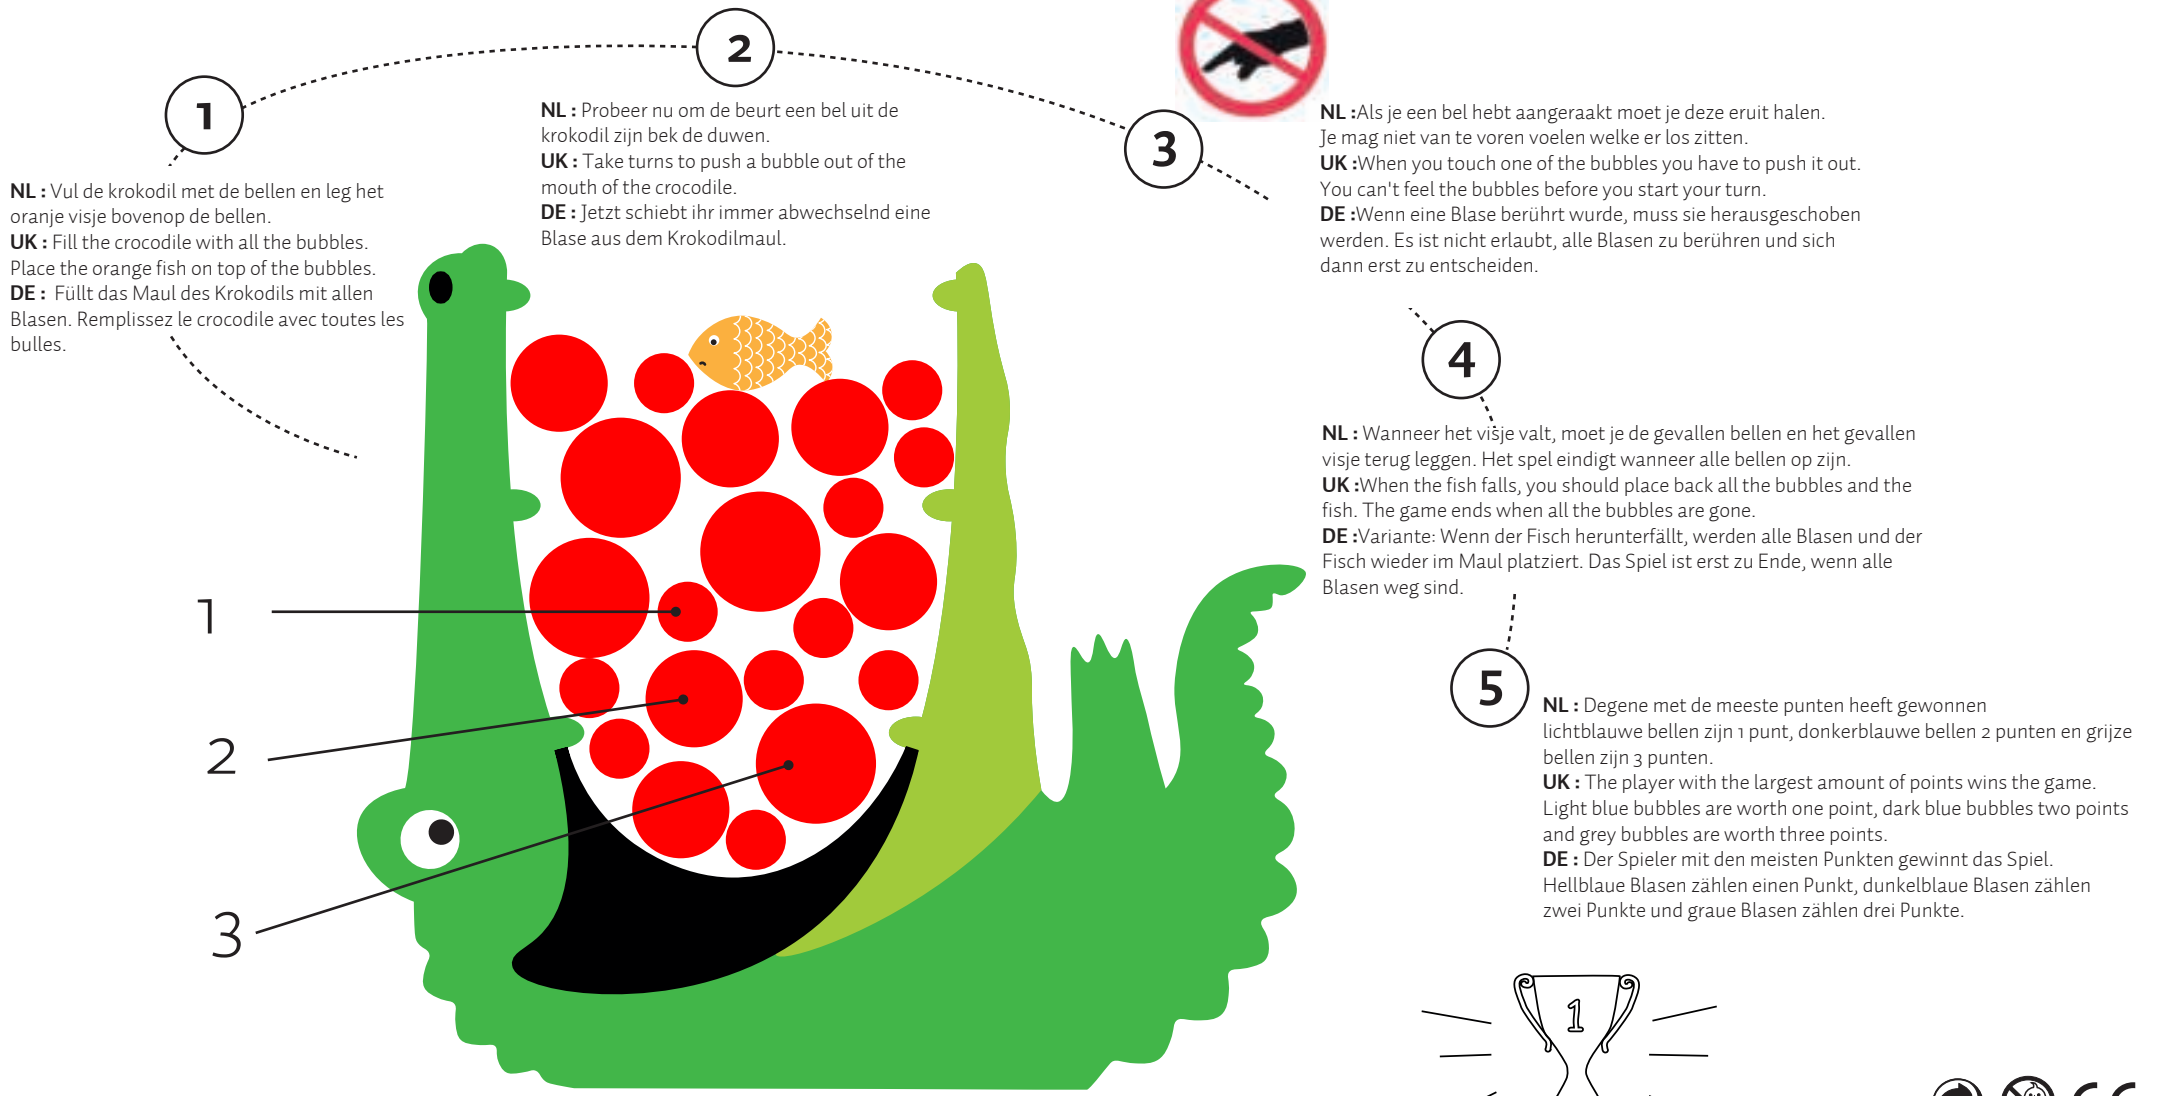 1
NL : Vul de krokodil met de bellen en leg het
oranje visje bovenop de bellen.
UK : Fill the crocodile with all the bubbles.
Place the orange fish on top of the bubbles.
DE : Füllt das Maul des Krokodils mit allen
Blasen. Remplissez le crocodile avec toutes les
bulles.
2
NL : Probeer nu om de beurt een bel uit de
krokodil zijn bek de duwen.
UK : Take turns to push a bubble out of the
mouth of the crocodile.
DE : Jetzt schiebt ihr immer abwechselnd eine
Blase aus dem Krokodilmaul.
3
NL :Als je een bel hebt aangeraakt moet je deze eruit halen.
Je mag niet van te voren voelen welke er los zitten.
UK :When you touch one of the bubbles you have to push it out.
You can't feel the bubbles before you start your turn.
DE :Wenn eine Blase berührt wurde, muss sie herausgeschoben
werden. Es ist nicht erlaubt, alle Blasen zu berühren und sich
dann erst zu entscheiden.
4
NL : Wanneer het visje valt, moet je de gevallen bellen en het gevallen
visje terug leggen. Het spel eindigt wanneer alle bellen op zijn.
UK :When the fish falls, you should place back all the bubbles and the
fish. The game ends when all the bubbles are gone.
DE :Variante: Wenn der Fisch herunterfällt, werden alle Blasen und der
Fisch wieder im Maul platziert. Das Spiel ist erst zu Ende, wenn alle
Blasen weg sind.
5
NL : Degene met de meeste punten heeft gewonnen
lichtblauwe bellen zijn 1 punt, donkerblauwe bellen 2 punten en grijze
bellen zijn 3 punten.
UK : The player with the largest amount of points wins the game.
Light blue bubbles are worth one point, dark blue bubbles two points
and grey bubbles are worth three points.
DE : Der Spieler mit den meisten Punkten gewinnt das Spiel.
Hellblaue Blasen zählen einen Punkt, dunkelblaue Blasen zählen
zwei Punkte und graue Blasen zählen drei Punkte.
1
2
3
1
CE